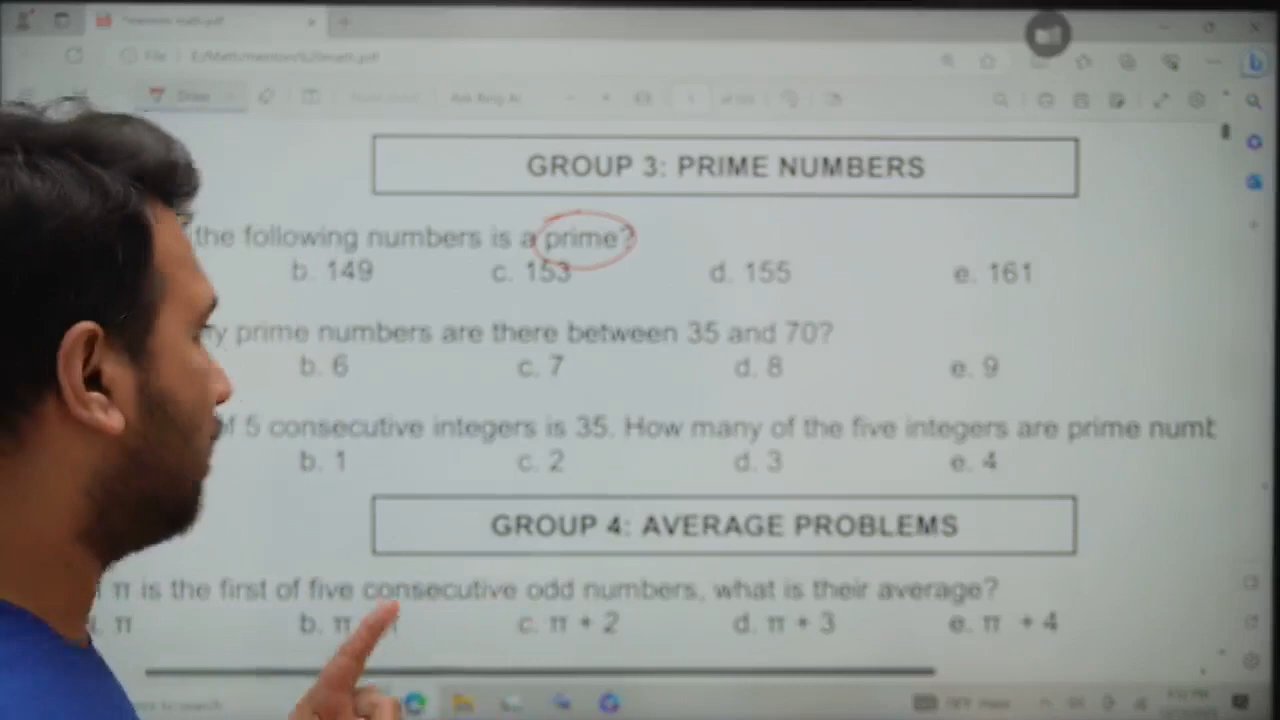 File
GROUP 3: PRIME NUMBERS
the following numbers is a prime?
b. 149 c. 153 d. 155 e. 161
prime numbers are there between 35 and 70?
b. 6 c. 7 d. 8 e. 9
of 5 consecutive integers is 35. How many of the five integers are prime numb
b. 1 c. 2 d. 3 e. 4
GROUP 4: AVERAGE PROBLEMS
π is the first of five consecutive odd numbers, what is their average?
π b. π c. π + 2 d. π + 3 e. π + 4